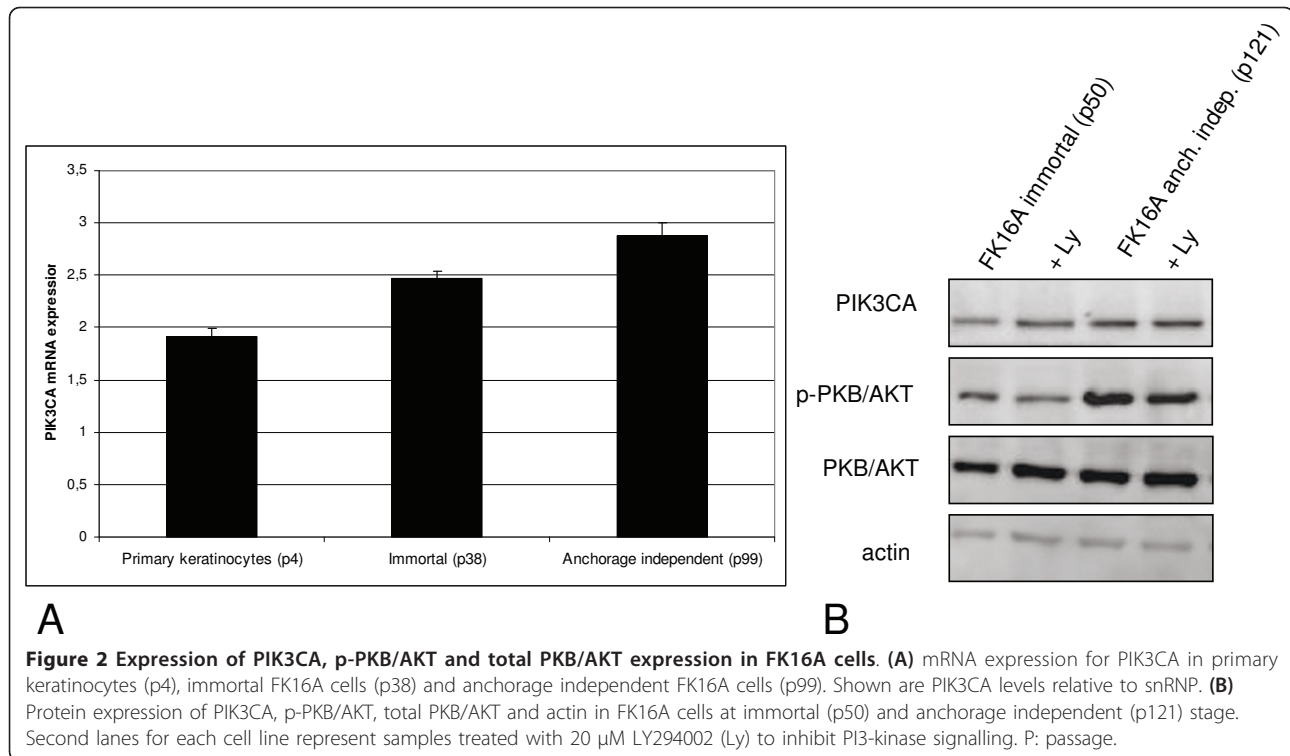 3,5
3
2,5
2
1,5
1
0,5
0
PIK3CA mRNA expression
Primary keratinocytes (p4) Immortal (p38) Anchorage independent (p99)
A
FK16A immortal (p50)
+ Ly
FK16A anch. indep. (p121)
+ Ly
PIK3CA
p-PKB/AKT
PKB/AKT
actin
B
Figure 2 Expression of PIK3CA, p-PKB/AKT and total PKB/AKT expression in FK16A cells. (A) mRNA expression for PIK3CA in primary
keratinocytes (p4), immortal FK16A cells (p38) and anchorage independent FK16A cells (p99). Shown are PIK3CA levels relative to snRNP. (B)
Protein expression of PIK3CA, p-PKB/AKT, total PKB/AKT and actin in FK16A cells at immortal (p50) and anchorage independent (p121) stage.
Second lanes for each cell line represent samples treated with 20 μM LY294002 (Ly) to inhibit PI3-kinase signalling. P: passage.